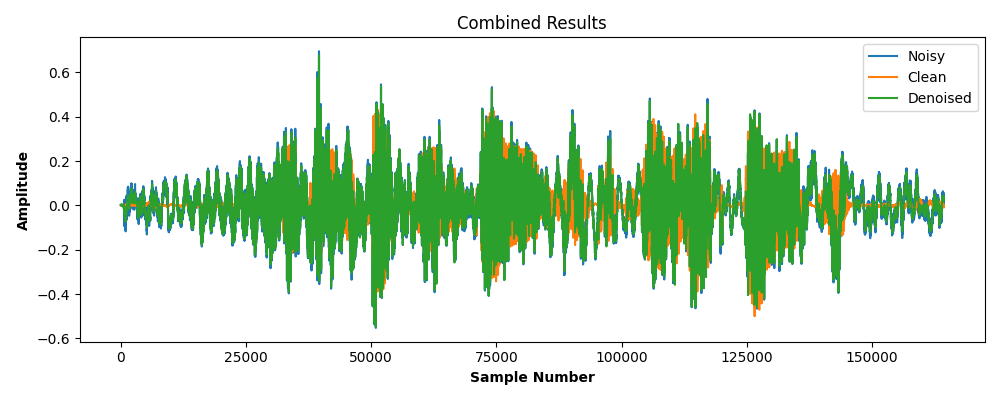 Combined Results
Noisy
Clean
Denoised
Amplitude
0.6
0.4
0.2
0.0
−0.2
−0.4
−0.6
0 25000 50000 75000 100000 125000 150000
Sample Number